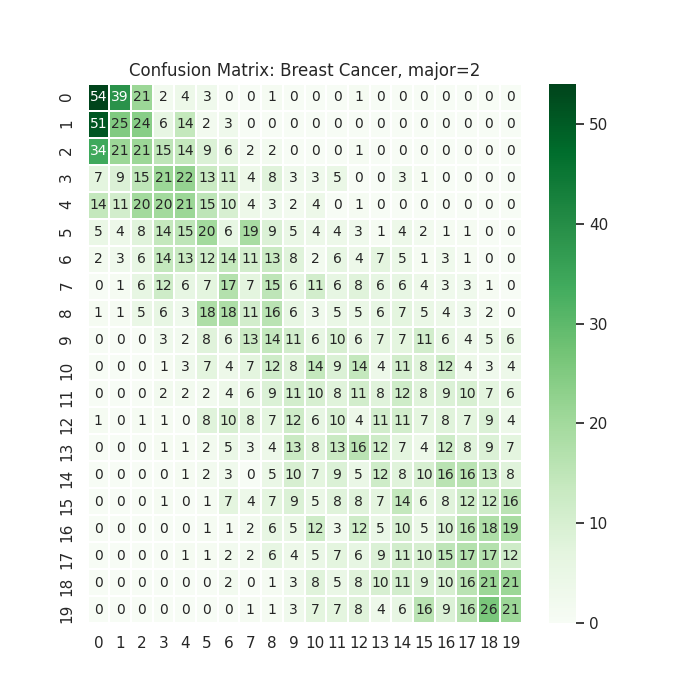 Confusion Matrix: Breast Cancer, major=2
0 54 39 21 2 4 3 0 0 1 0 0 0 1 0 0 0 0 0 0 0
1 51 25 24 6 14 2 3 0 0 0 0 0 0 0 0 0 0 0 0 0
2 34 21 21 15 14 9 6 2 2 0 0 0 1 0 0 0 0 0 0 0
3 7 9 15 21 22 13 11 4 8 3 3 5 0 0 3 1 0 0 0 0
4 14 11 20 20 21 15 10 4 3 2 4 0 1 0 0 0 0 0 0 0
5 5 4 8 14 15 20 6 19 9 5 4 4 3 1 4 2 1 1 0 0
6 2 3 6 14 13 12 14 11 13 8 2 6 4 7 5 1 3 1 0 0
7 0 1 6 12 6 7 17 7 15 6 11 6 8 6 6 4 3 3 1 0
8 1 1 5 6 3 18 18 11 16 6 3 5 5 6 7 5 4 3 2 0
9 0 0 0 3 2 8 6 13 14 11 6 10 6 7 7 11 6 4 5 6
10 0 0 0 1 3 7 4 7 12 8 14 9 14 4 11 8 12 4 3 4
11 0 0 0 2 2 2 4 6 9 11 10 8 11 8 12 8 9 10 7 6
12 1 0 1 1 0 8 10 8 7 12 6 10 4 11 11 7 8 7 9 4
13 0 0 0 1 1 2 5 3 4 13 8 13 16 12 7 4 12 8 9 7
14 0 0 0 0 1 2 3 0 5 10 7 9 5 12 8 10 16 16 13 8
15 0 0 0 1 0 1 7 4 7 9 5 8 8 7 14 6 8 12 12 16
16 0 0 0 0 0 1 1 2 6 5 12 3 12 5 10 5 10 16 18 19
17 0 0 0 0 1 1 2 2 6 4 5 7 6 9 11 10 15 17 17 12
18 0 0 0 0 0 0 2 0 1 3 8 5 8 10 11 9 10 16 21 21
19 0 0 0 0 0 0 0 1 1 3 7 7 8 4 6 16 9 16 26 21
0 1 2 3 4 5 6 7 8 9 10 11 12 13 14 15 16 17 18 19
50
40
30
20
10
0